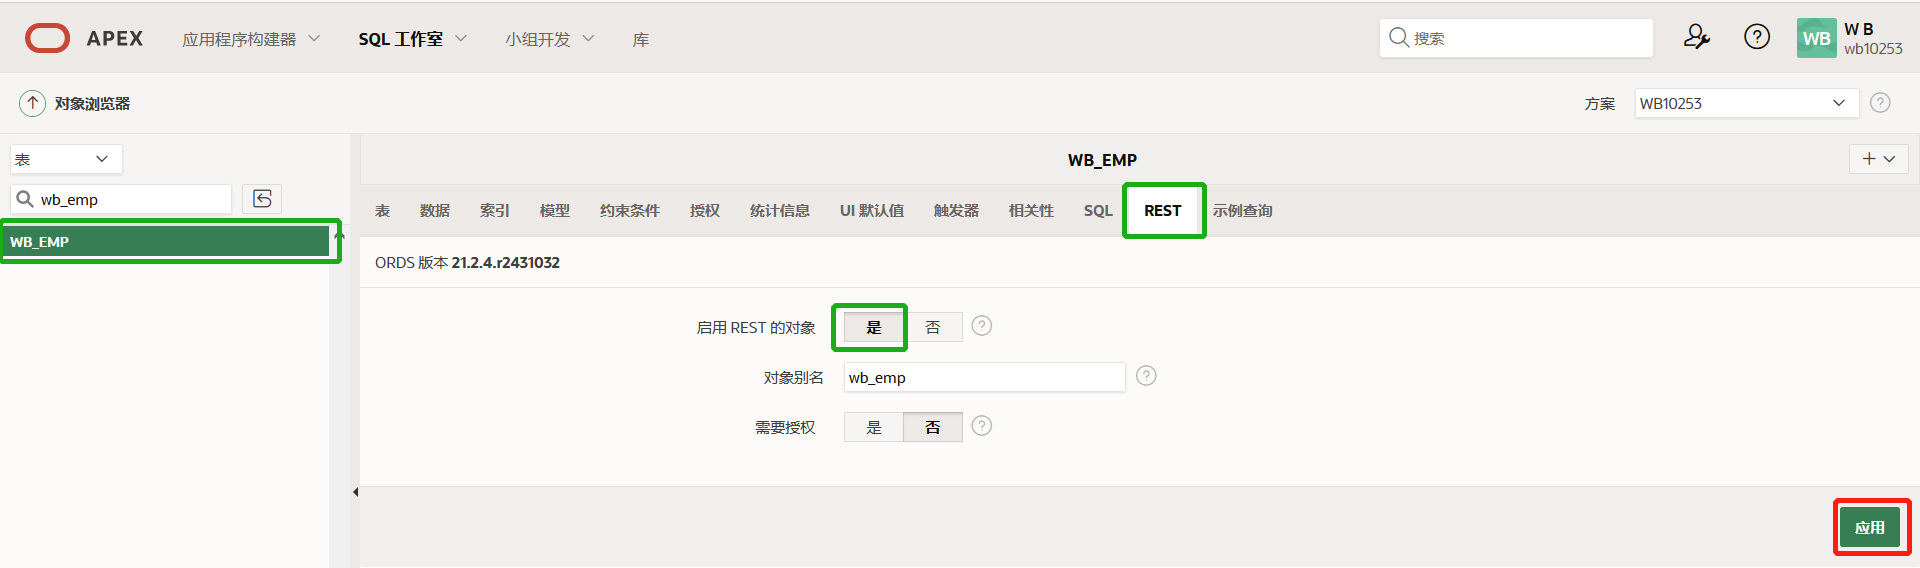 APEX 应用程序构建器 SQL 工作室 小组开发 库 搜索 WB W B
wb10253
对象浏览器 方案 WB10253
表
wb_emp
WB_EMP
WB_EMP
表 数据 索引 模型 约束条件 授权 统计信息 UI 默认值 触发器 相关性 SQL REST 示例查询
ORDS 版本 21.2.4.r2431032
启用 REST 的对象 是 否
对象别名 wb_emp
需要授权 是 否
应用